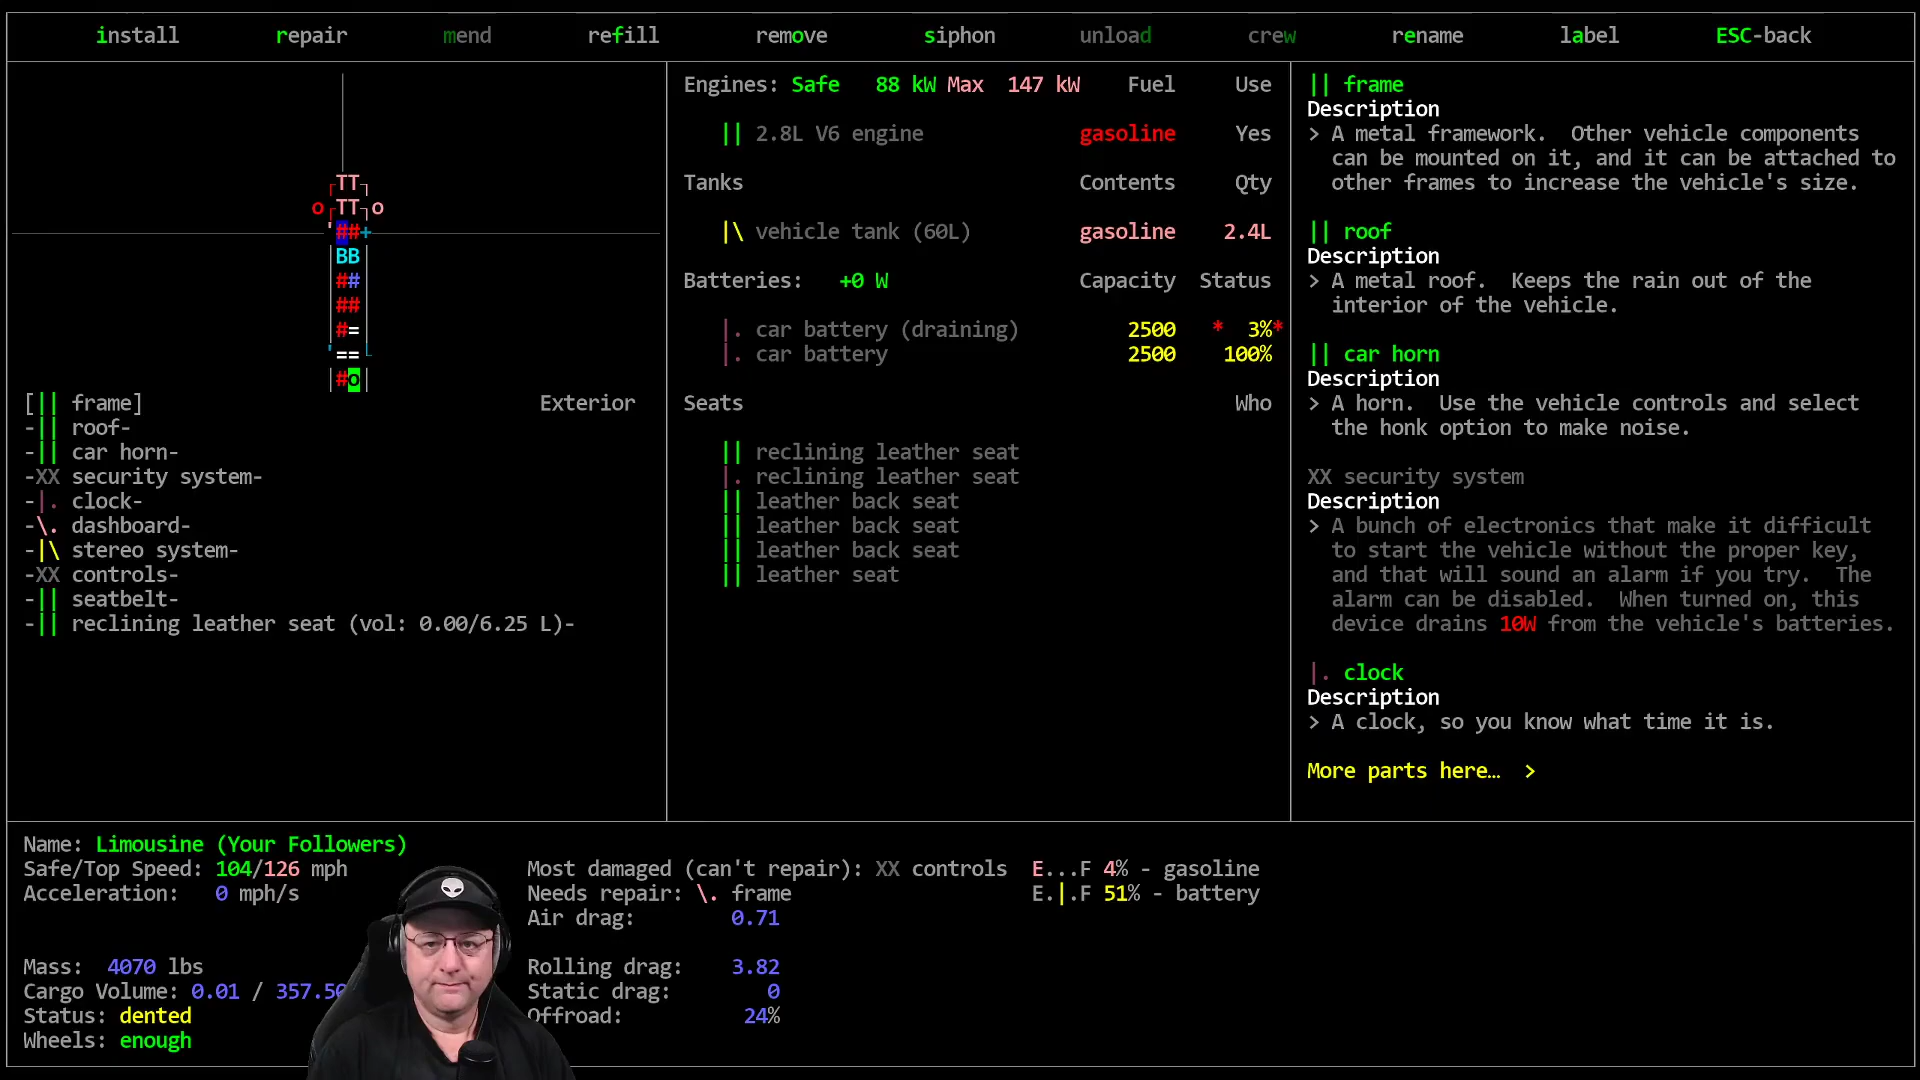 install repair mend refill remove siphon unload crew rename label ESC-back
Engines: Safe 88 kW Max 147 kW Fuel Use
|| 2.8L V6 engine gasoline Yes
Tanks Contents Qty
|\ vehicle tank (60L) gasoline 2.4L
Batteries: +0 W Capacity Status
|. car battery (draining) 2500 * 3%*
|. car battery 2500 100%
Seats Who
|| reclining leather seat
|. reclining leather seat
|| leather back seat
|| leather back seat
|| leather back seat
|| leather seat
┌TT┐
o┌TT┐o
'##+
|BB|
|##|
|##|
|#=|
'==└
|#o|
[|| frame] Exterior
-|| roof-
-|| car horn-
-XX security system-
-|. clock-
-\. dashboard-
-|\ stereo system-
-XX controls-
-|| seatbelt-
-|| reclining leather seat (vol: 0.00/6.25 L)-
|| frame
Description
> A metal framework. Other vehicle components
can be mounted on it, and it can be attached to
other frames to increase the vehicle's size.
|| roof
Description
> A metal roof. Keeps the rain out of the
interior of the vehicle.
|| car horn
Description
> A horn. Use the vehicle controls and select
the honk option to make noise.
XX security system
Description
> A bunch of electronics that make it difficult
to start the vehicle without the proper key,
and that will sound an alarm if you try. The
alarm can be disabled. When turned on, this
device drains 10W from the vehicle's batteries.
|. clock
Description
> A clock, so you know what time it is.
More parts here… >
Name: Limousine (Your Followers)
Safe/Top Speed: 104/126 mph
Acceleration: 0 mph/s
Mass: 4070 lbs
Cargo Volume: 0.01 / 357.50
Status: dented
Wheels: enough
Most damaged (can't repair): XX controls
Needs repair: \. frame
Air drag: 0.71
Rolling drag: 3.82
Static drag: 0
Offroad: 24%
E...F 4% - gasoline
E.|.F 51% - battery